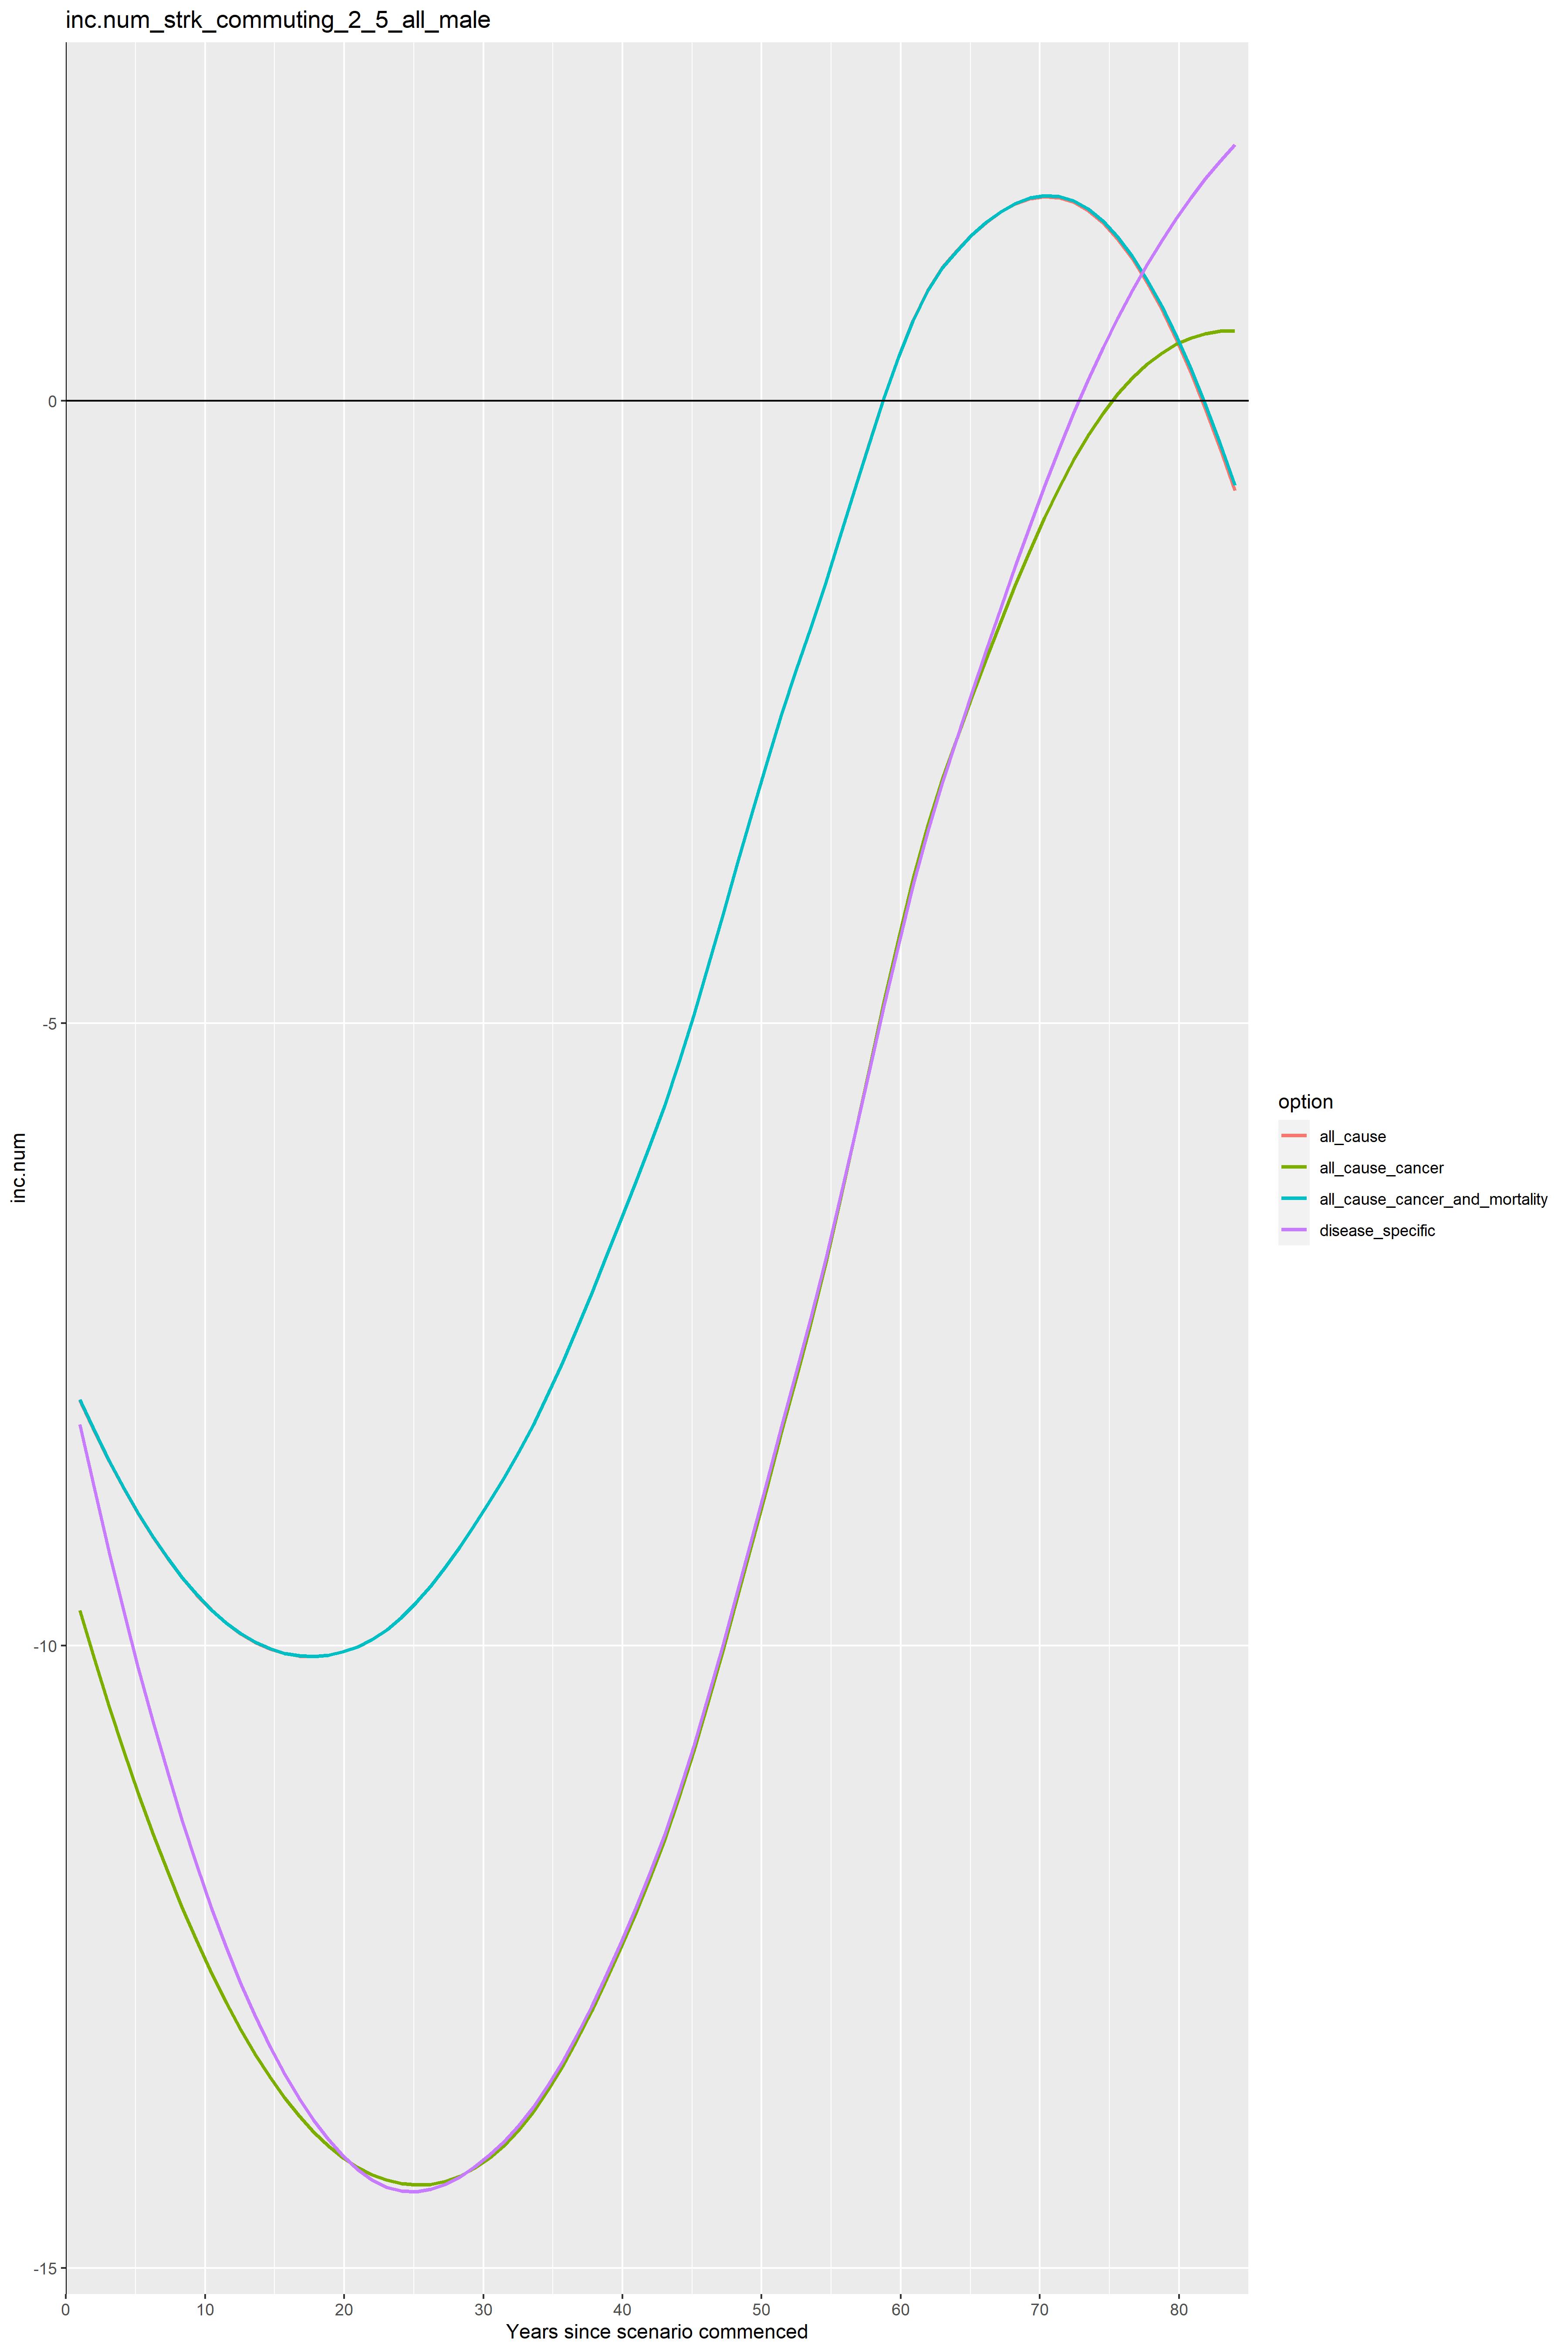 inc.num_strk_commuting_2_5_all_male
0
-5
-10
-15
inc.num
0 10 20 30 40 50 60 70 80
Years since scenario commenced
option
all_cause
all_cause_cancer
all_cause_cancer_and_mortality
disease_specific